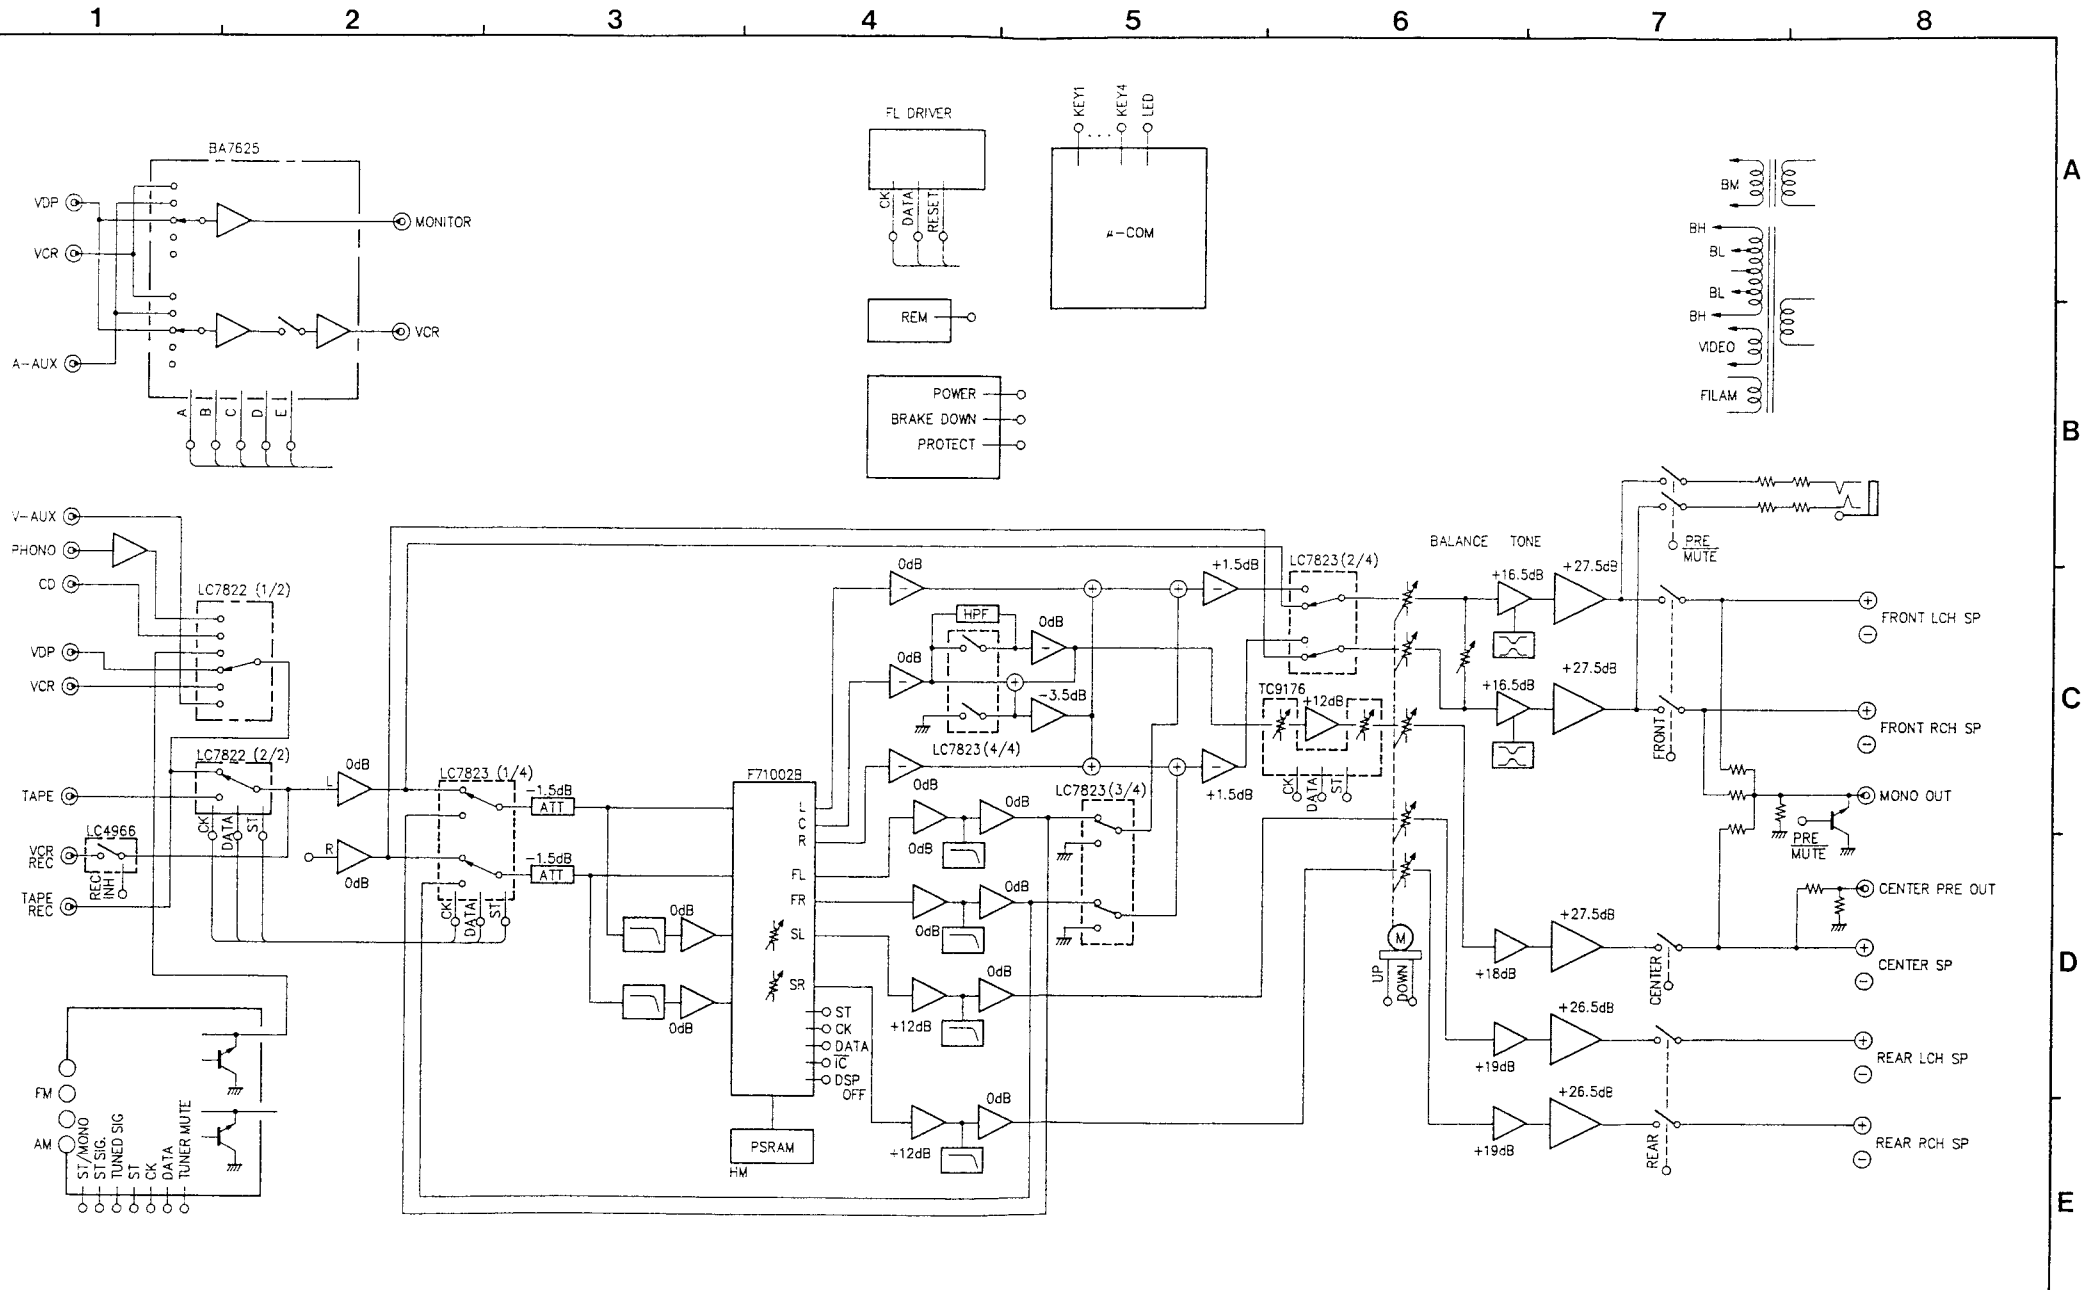 1 2 3 4 5 6 7 8
A
B
C
D
E
BA7625
VDP
VCR
A-AUX
MONITOR
VCR
A B C D E
FL DRIVER
CK DATA RESET
KEY1 ... KEY4 LED
μ-COM
REM
POWER
BRAKE DOWN
PROTECT
BM
BH
BL
BL
BH
VIDEO
FILAM
V-AUX
PHONO
CD
LC7822 (1/2)
VDP
VCR
LC7822 (2/2)
TAPE
CK DATA ST
LC4966
VCR
REC
REC
INH
TAPE
REC
L
0dB
R
0dB
LC7823 (1/4)
CK DATA ST
-1.5dB
ATT
-1.5dB
ATT
0dB
0dB
F71002B
L
C
R
FL
FR
SL
SR
ST
CK
DATA
IC
DSP
OFF
PSRAM
HM
0dB
HPF
0dB
0dB
-3.5dB
LC7823 (4/4)
0dB
0dB
0dB
0dB
0dB
+12dB
0dB
+12dB
0dB
LC7823 (3/4)
+1.5dB
+1.5dB
LC7823 (2/4)
TC9176
+12dB
CK DATA ST
M
UP DOWN
BALANCE TONE
+16.5dB
+27.5dB
+16.5dB
+27.5dB
PRE
MUTE
FRONT
+ FRONT LCH SP
-
+ FRONT RCH SP
-
MONO OUT
PRE
MUTE
CENTER PRE OUT
+18dB
+27.5dB
CENTER
+ CENTER SP
-
+19dB
+26.5dB
+ REAR LCH SP
-
+19dB
+26.5dB
REAR
+ REAR RCH SP
-
FM
AM
ST/MONO
ST SIG.
TUNED SIG
ST
CK
DATA
TUNER MUTE